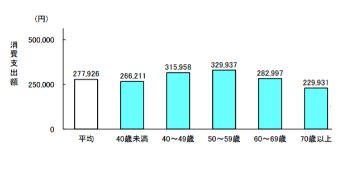 (円)
消費支出額
500,000
250,000
0
277,926
266,211
315,958
329,937
282,997
229,931
平均
40歳未満
40～49歳
50～59歳
60～69歳
70歳以上